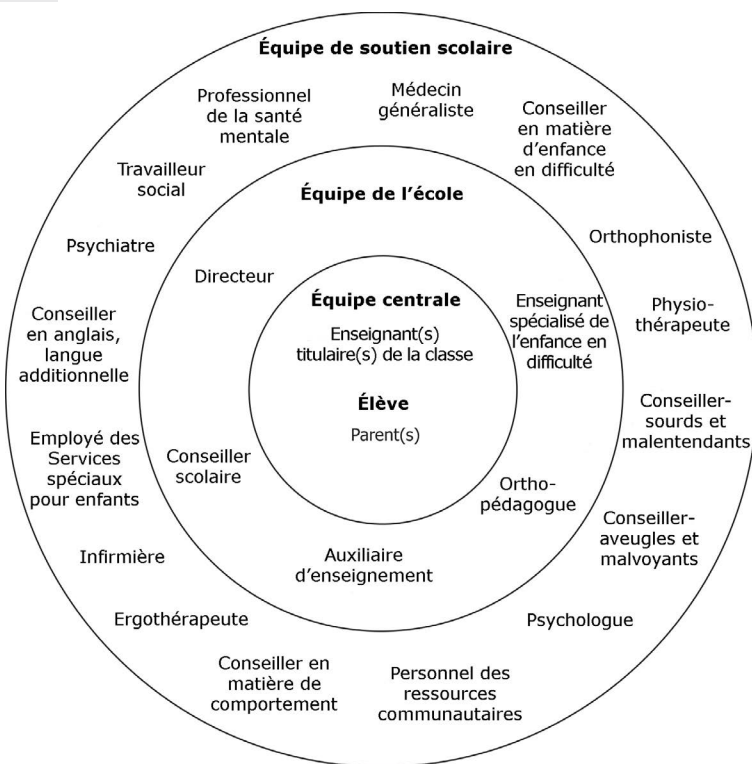 Équipe de soutien scolaire
Professionnel
de la santé
mentale
Médecin
généraliste
Conseiller
en matière
d'enfance
en difficulté
Travailleur
social
Équipe de l'école
Psychiatre
Orthophoniste
Directeur
Équipe centrale
Enseignant(s)
titulaire(s) de la classe
Élève
Parent(s)
Enseignant
spécialisé de
l'enfance en
difficulté
Physio-
thérapeute
Conseiller
en anglais,
langue
additionnelle
Conseiller-
sourds et
malentendants
Employé des
Services
spéciaux
pour enfants
Conseiller
scolaire
Ortho-
pédagogue
Conseiller-
aveugles et
malvoyants
Infirmière
Auxiliaire
d'enseignement
Ergothérapeute
Psychologue
Conseiller en
matière de
comportement
Personnel des
ressources
communautaires